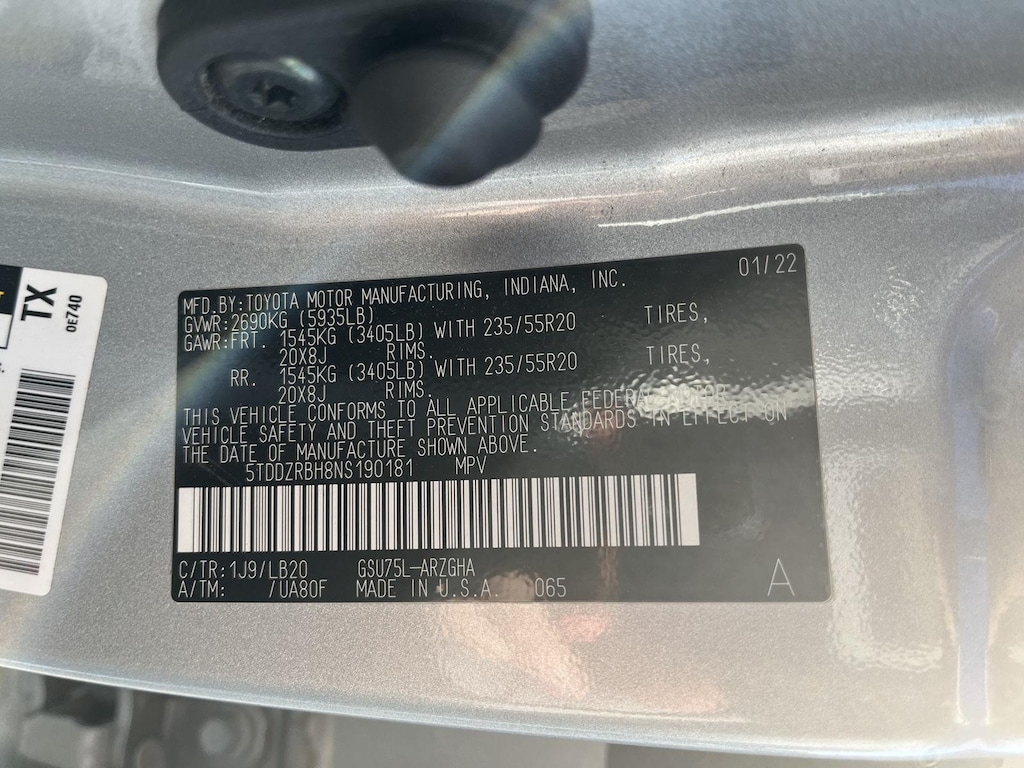 TX
0E740
01/22
MFD.BY:TOYOTA MOTOR MANUFACTURING, INDIANA, INC.
GVWR:2690KG (5935LB)
GAWR:FRT. 1545KG (3405LB) WITH 235/55R20 TIRES,
20X8J RIMS.
RR. 1545KG (3405LB) WITH 235/55R20 TIRES,
20X8J RIMS.
THIS VEHICLE CONFORMS TO ALL APPLICABLE FEDERAL MOTOR
VEHICLE SAFETY AND THEFT PREVENTION STANDARDS IN EFFECT ON
THE DATE OF MANUFACTURE SHOWN ABOVE.
5TDDZRBH8NS190181 MPV
C/TR:1J9/LB20 GSU75L-ARZGHA
A/TM: /UA80F MADE IN U.S.A. 065
A